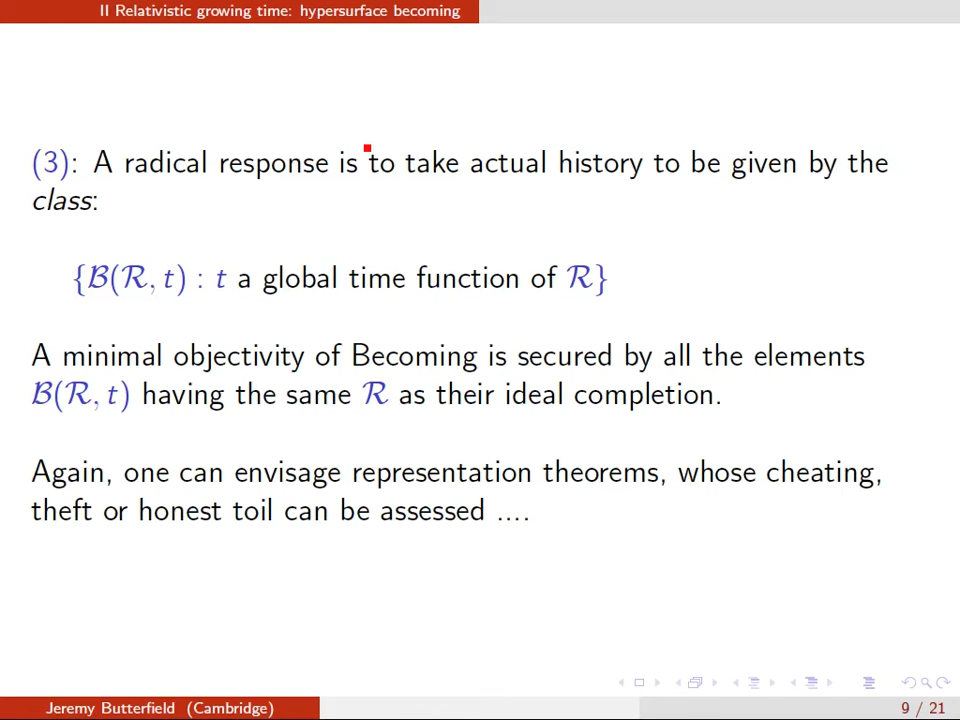 II Relativistic growing time: hypersurface becoming
(3): A radical response is to take actual history to be given by the
class:
{ℬ(ℛ, t) : t a global time function of ℛ}
A minimal objectivity of Becoming is secured by all the elements
ℬ(ℛ, t) having the same ℛ as their ideal completion.
Again, one can envisage representation theorems, whose cheating,
theft or honest toil can be assessed ....
Jeremy Butterfield (Cambridge)
9 / 21